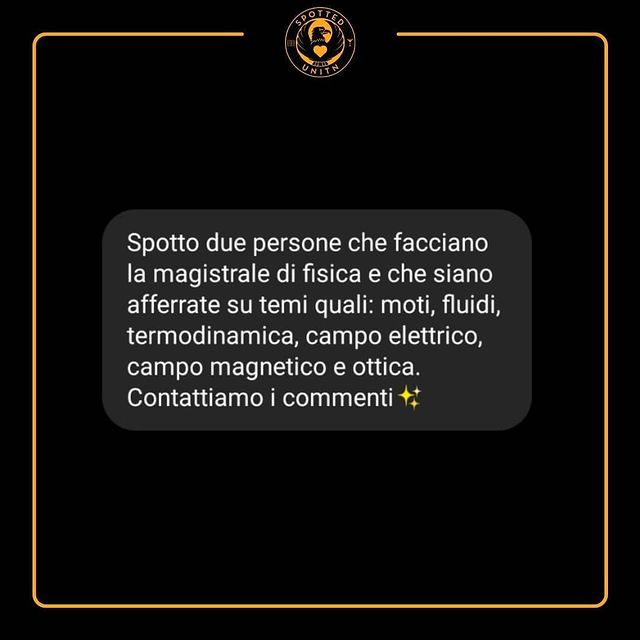 SPOTTED
UNITN
Spotto due persone che facciano
la magistrale di fisica e che siano
afferrate su temi quali: moti, fluidi,
termodinamica, campo elettrico,
campo magnetico e ottica.
Contattiamo i commenti✨